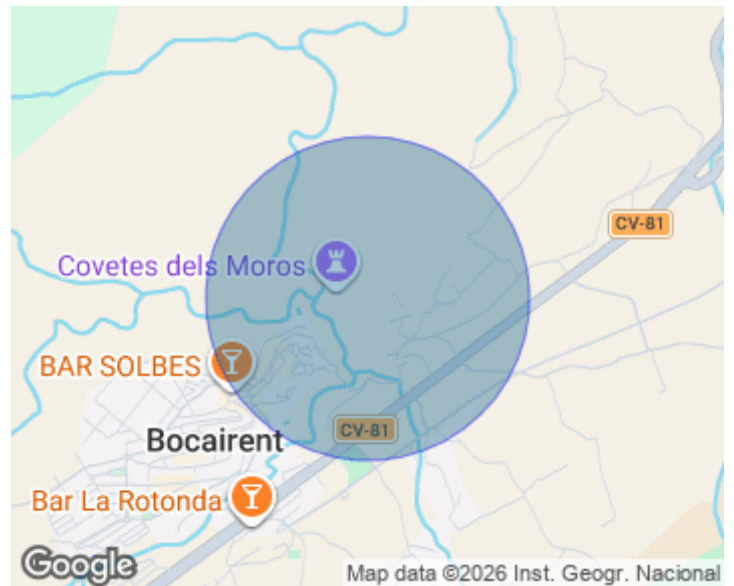 CV-81
Covetes dels Moros
BAR SOLBES
CV-81
Bocairent
Bar La Rotonda
Google
Map data ©2026 Inst. Geogr. Nacional